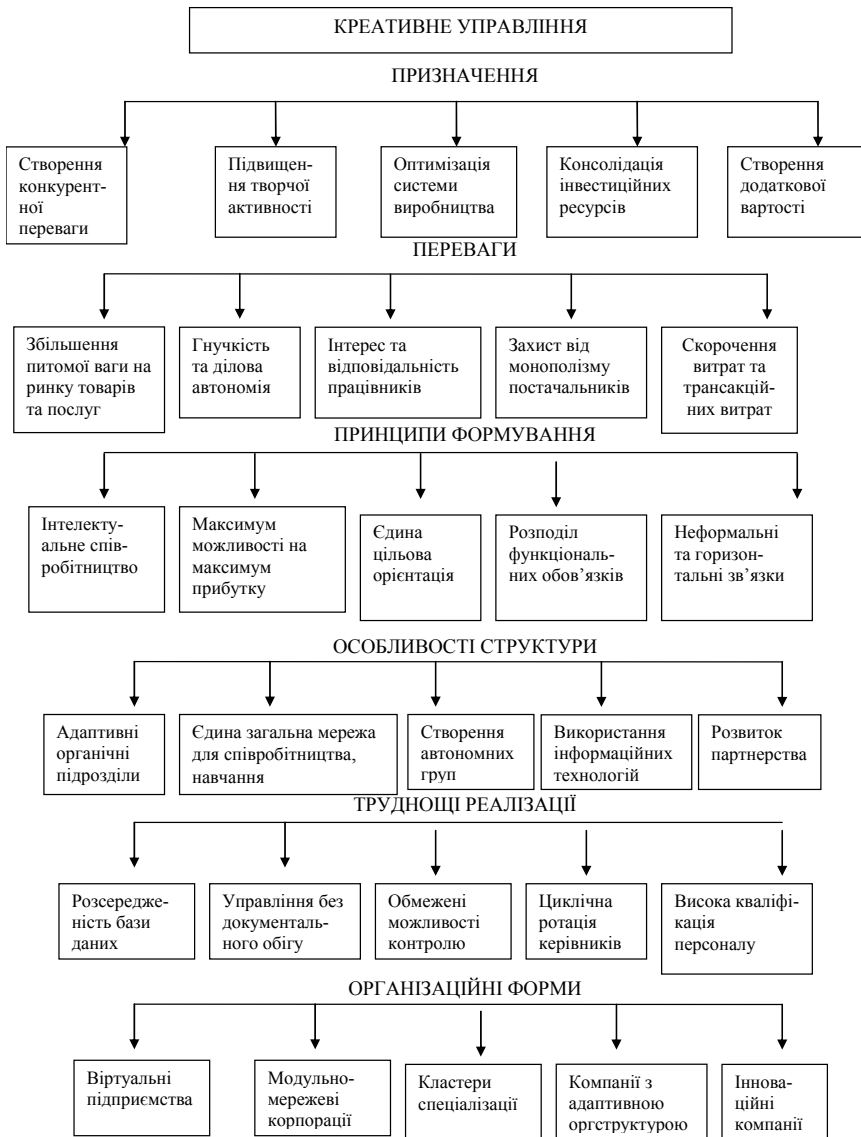 КРЕАТИВНЕ УПРАВЛІННЯ
ПРИЗНАЧЕННЯ
Створення
конкурент-
ної
переваги
Підвищен-
ня творчої
активності
Оптимізація
системи
виробництва
Консолідація
інвестиційних
ресурсів
Створення
додаткової
вартості
ПЕРЕВАГИ
Збільшення
питомої ваги на
ринку товарів
та послуг
Гнучкість
та ділова
автономія
Інтерес та
відповідальність
працівників
Захист від
монополізму
постачальників
Скорочення
витрат та
трансакцій-
них витрат
ПРИНЦИПИ ФОРМУВАННЯ
Інтелекту-
альне спів-
робітництво
Максимум
можливості на
максимум
прибутку
Єдина
цільова
орієнтація
Розподіл
функціональ-
них обов’язків
Неформальні
та горизон-
тальні зв’язки
ОСОБЛИВОСТІ СТРУКТУРИ
Адаптивні
органічні
підрозділи
Єдина загальна мережа
для співробітництва,
навчання
Створення
автономних
груп
Використання
інформаційних
технологій
Розвиток
партнерства
ТРУДНОЩІ РЕАЛІЗАЦІЇ
Розсередже-
ність бази
даних
Управління без
документаль-
ного обігу
Обмежені
можливості
контролю
Циклічна
ротація
керівників
Висока кваліфі-
кація
персоналу
ОРГАНІЗАЦІЙНІ ФОРМИ
Віртуальні
підприємства
Модульно-
мережеві
корпорації
Кластери
спеціалізації
Компанії з
адаптивною
оргструктурою
Іннова-
ційні
компанії